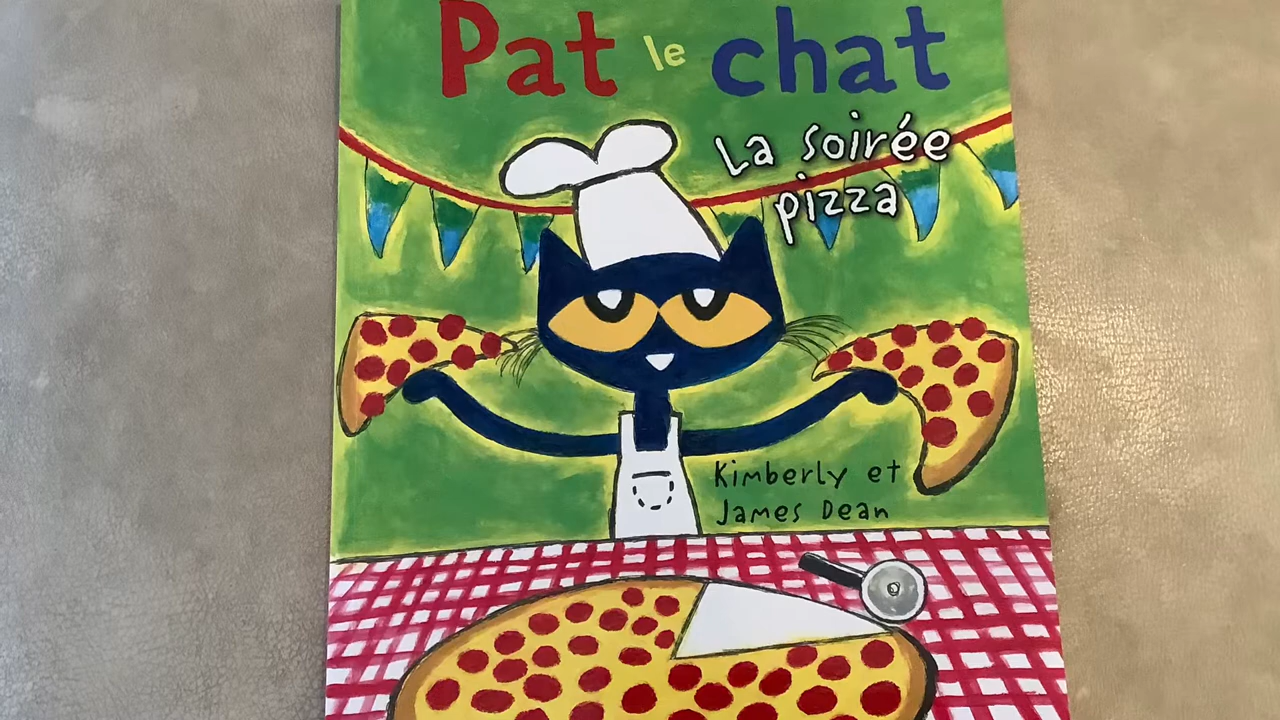 Pat le chat
La soirée
pizza
Kimberly et
James Dean